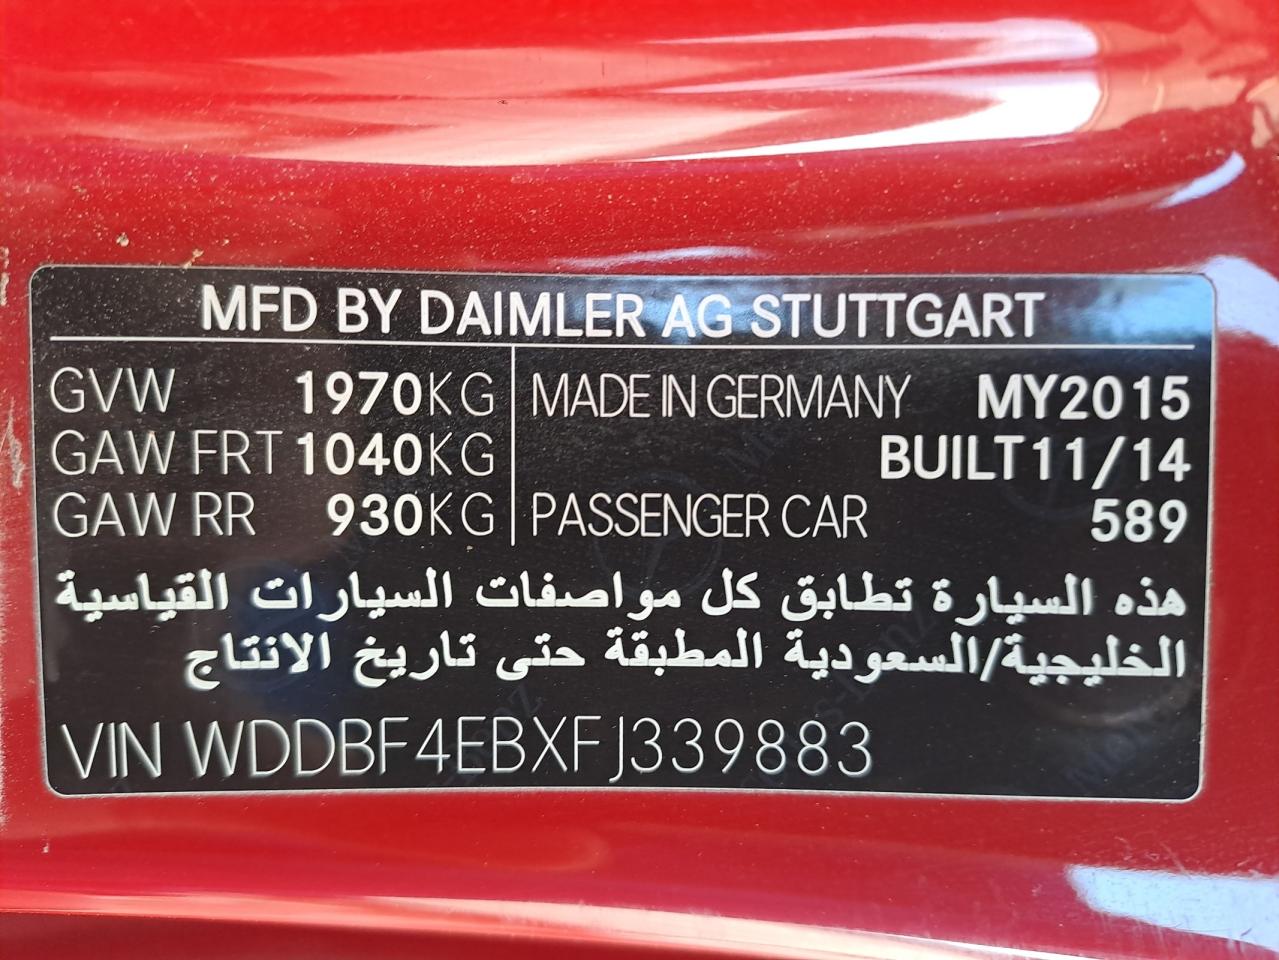 MFD BY DAIMLER AG STUTTGART
GVW 1970KG
GAW FRT 1040KG
GAW RR 930KG
MADE IN GERMANY MY2015
BUILT11/14
PASSENGER CAR 589
هذه السيارة تطابق كل مواصفات السيارات القياسية
الخليجية/السعودية المطبقة حتى تاريخ الانتاج
VIN WDDBF4EBXFJ339883